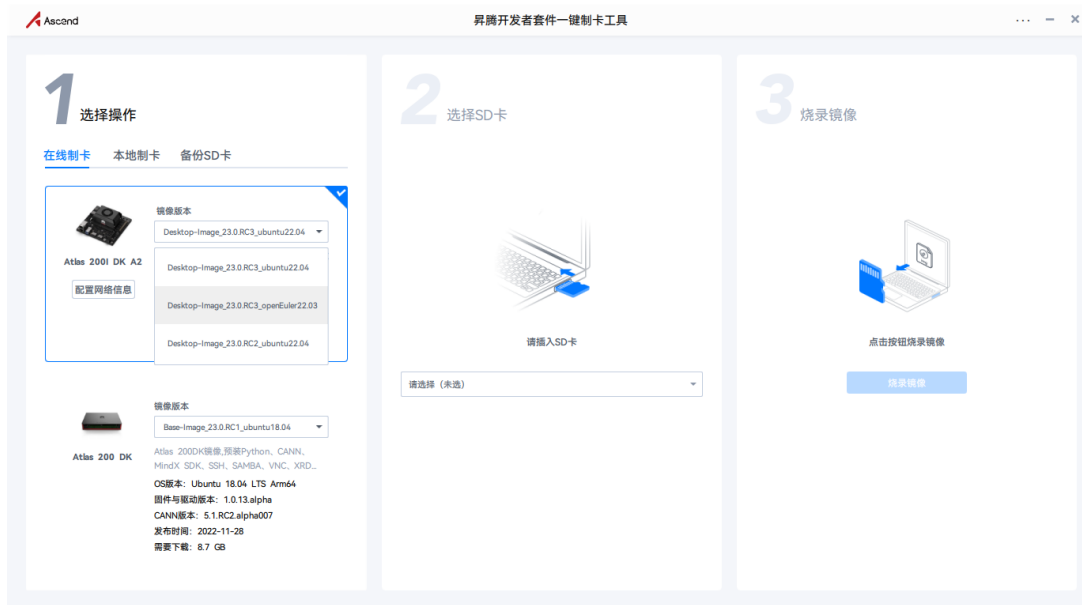 Ascend
昇腾开发者套件一键制卡工具
1 选择操作
在线制卡 本地制卡 备份SD卡
镜像版本
Desktop-Image_23.0.RC3_ubuntu22.04
Atlas 200I DK A2
配置网络信息
Desktop-Image_23.0.RC3_ubuntu22.04
Desktop-Image_23.0.RC3_openEuler22.03
Desktop-Image_23.0.RC2_ubuntu22.04
镜像版本
Base-Image_23.0.RC1_ubuntu18.04
Atlas 200 DK
Atlas 200DK镜像,预装Python、CANN、
MindX SDK、SSH、SAMBA、VNC、XRD...
OS版本: Ubuntu 18.04 LTS Arm64
固件与驱动版本: 1.0.13.alpha
CANN版本: 5.1.RC2.alpha007
发布时间: 2022-11-28
需要下载: 8.7 GB
2 选择SD卡
请插入SD卡
请选择（未选）
3 烧录镜像
点击按钮烧录镜像
烧录镜像